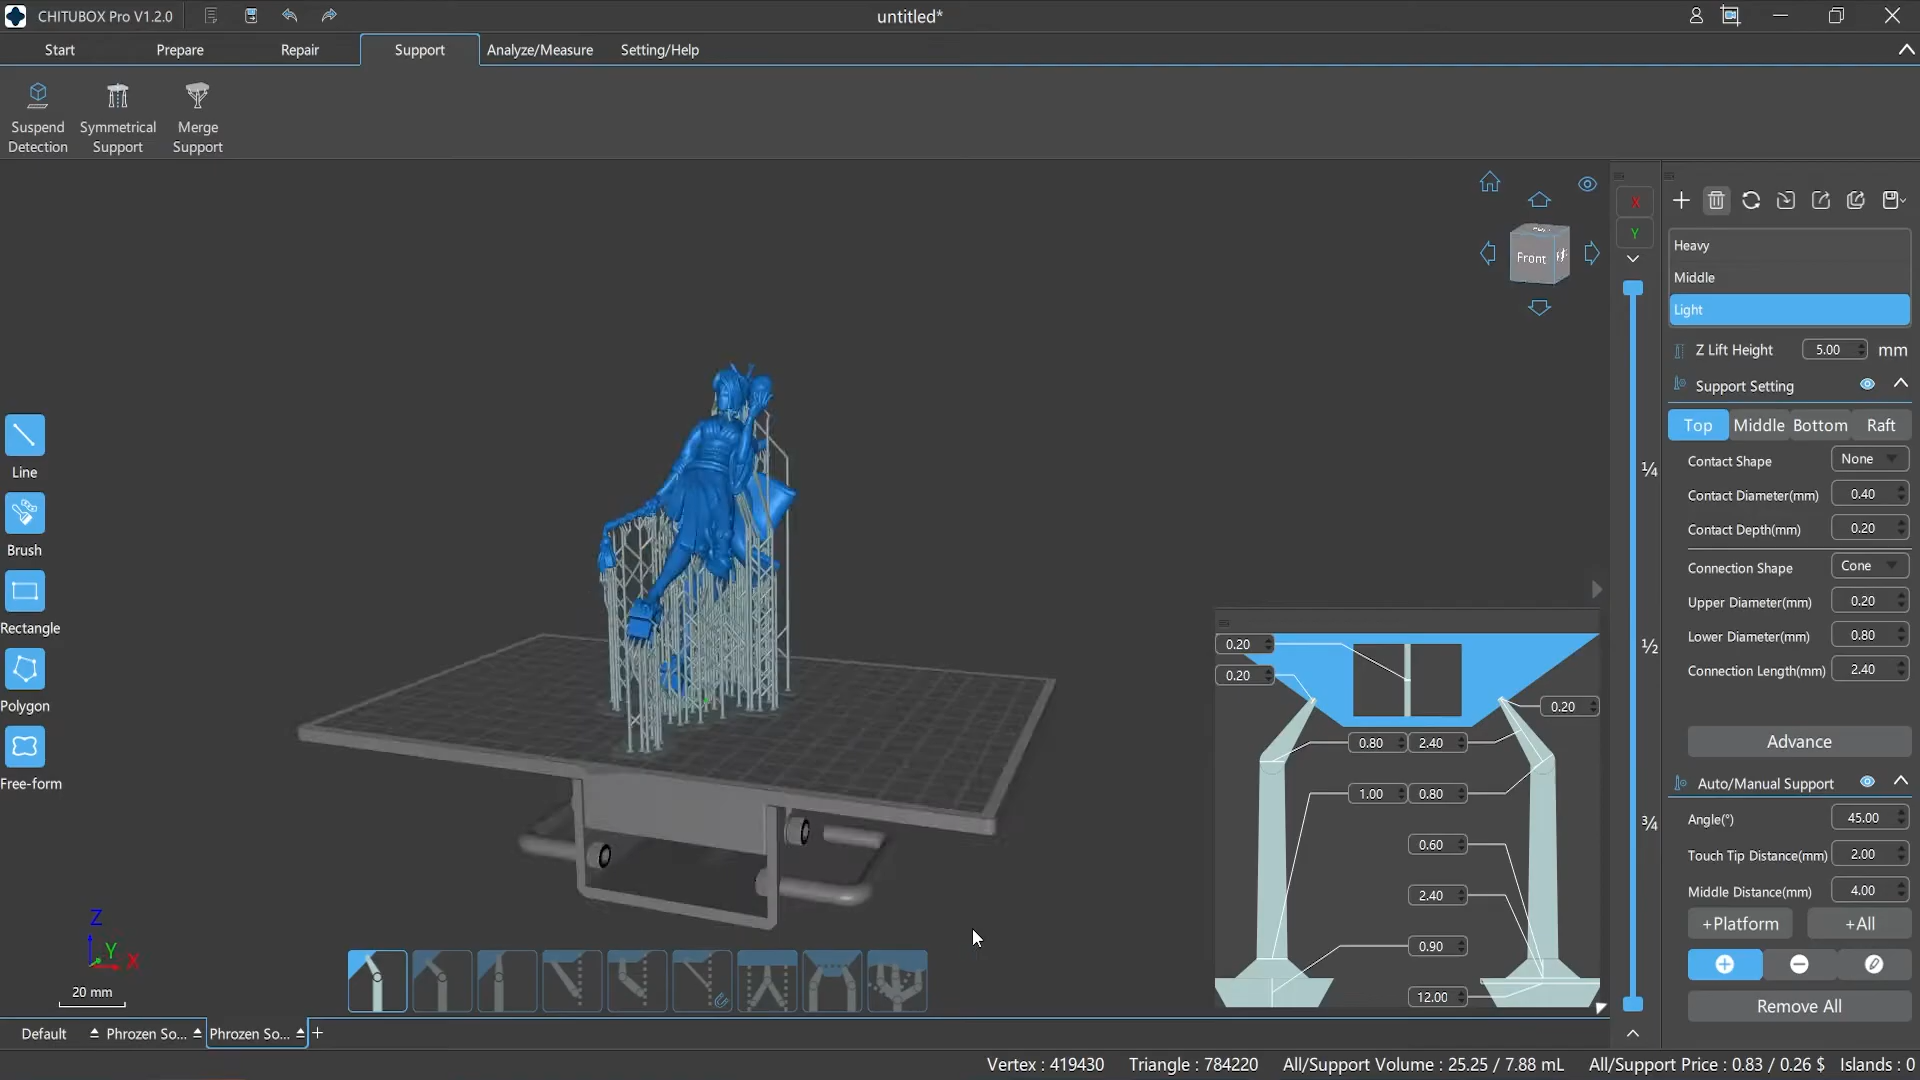 CHITUBOX Pro V1.2.0
untitled*
Start Prepare Repair Support Analyze/Measure Setting/Help
Suspend Detection
Symmetrical Support
Merge Support
Front
X
Y
Heavy
Middle
Light
Z Lift Height 5.00 mm
Support Setting
Top Middle Bottom Raft
Contact Shape None
Contact Diameter(mm) 0.40
Contact Depth(mm) 0.20
Connection Shape Cone
Upper Diameter(mm) 0.20
Lower Diameter(mm) 0.80
Connection Length(mm) 2.40
Advance
Auto/Manual Support
Angle(°) 45.00
Touch Tip Distance(mm) 2.00
Middle Distance(mm) 4.00
+Platform +All
Remove All
¼
½
¾
Line
Brush
Rectangle
Polygon
Free-form
0.20
0.20
0.20
0.80 2.40
1.00 0.80
0.60
2.40
0.90
12.00
Z
Y
X
20 mm
Default Phrozen So... Phrozen So... +
Vertex : 419430 Triangle : 784220 All/Support Volume : 25.25 / 7.88 mL All/Support Price : 0.83 / 0.26 $ Islands : 0